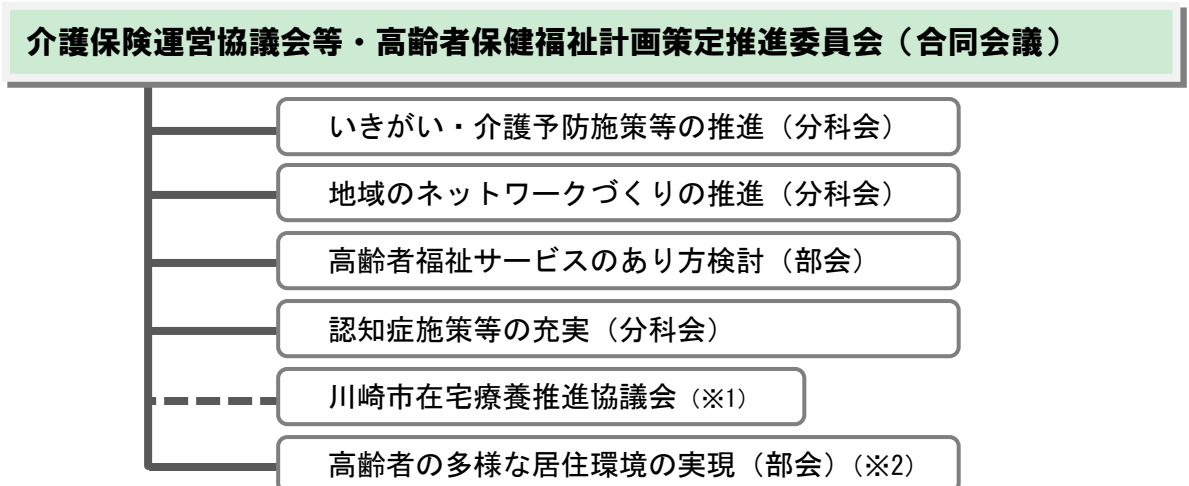 介護保険運営協議会等・高齢者保健福祉計画策定推進委員会（合同会議）
いきがい・介護予防施策等の推進（分科会）
地域のネットワークづくりの推進（分科会）
高齢者福祉サービスのあり方検討（部会）
認知症施策等の充実（分科会）
川崎市在宅療養推進協議会（※1）
高齢者の多様な居住環境の実現（部会）（※2）